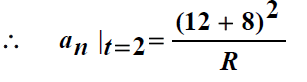 ∴ aₙ |ₜ₌₂ = (12 + 8)² / R